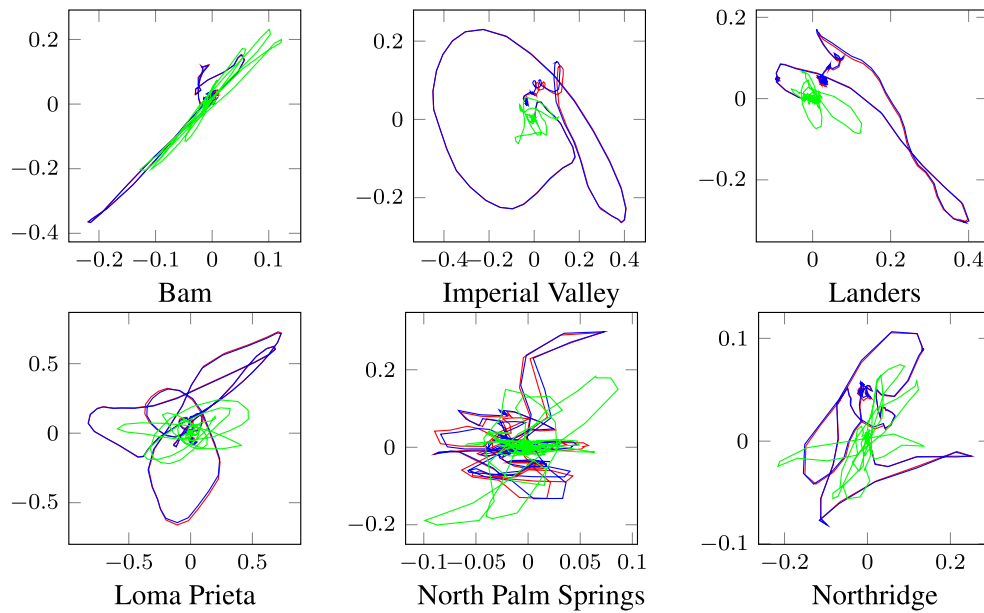 0.2
0
−0.2
−0.4
−0.2 −0.1 0 0.1
Bam
0.2
0
−0.2
−0.4−0.2 0 0.2 0.4
Imperial Valley
0.2
0
−0.2
0 0.2 0.4
Landers
0.5
0
−0.5
−0.5 0 0.5
Loma Prieta
0.2
0
−0.2
−0.1 −0.05 0 0.05 0.1
North Palm Springs
0.1
0
−0.1
−0.2 0 0.2
Northridge